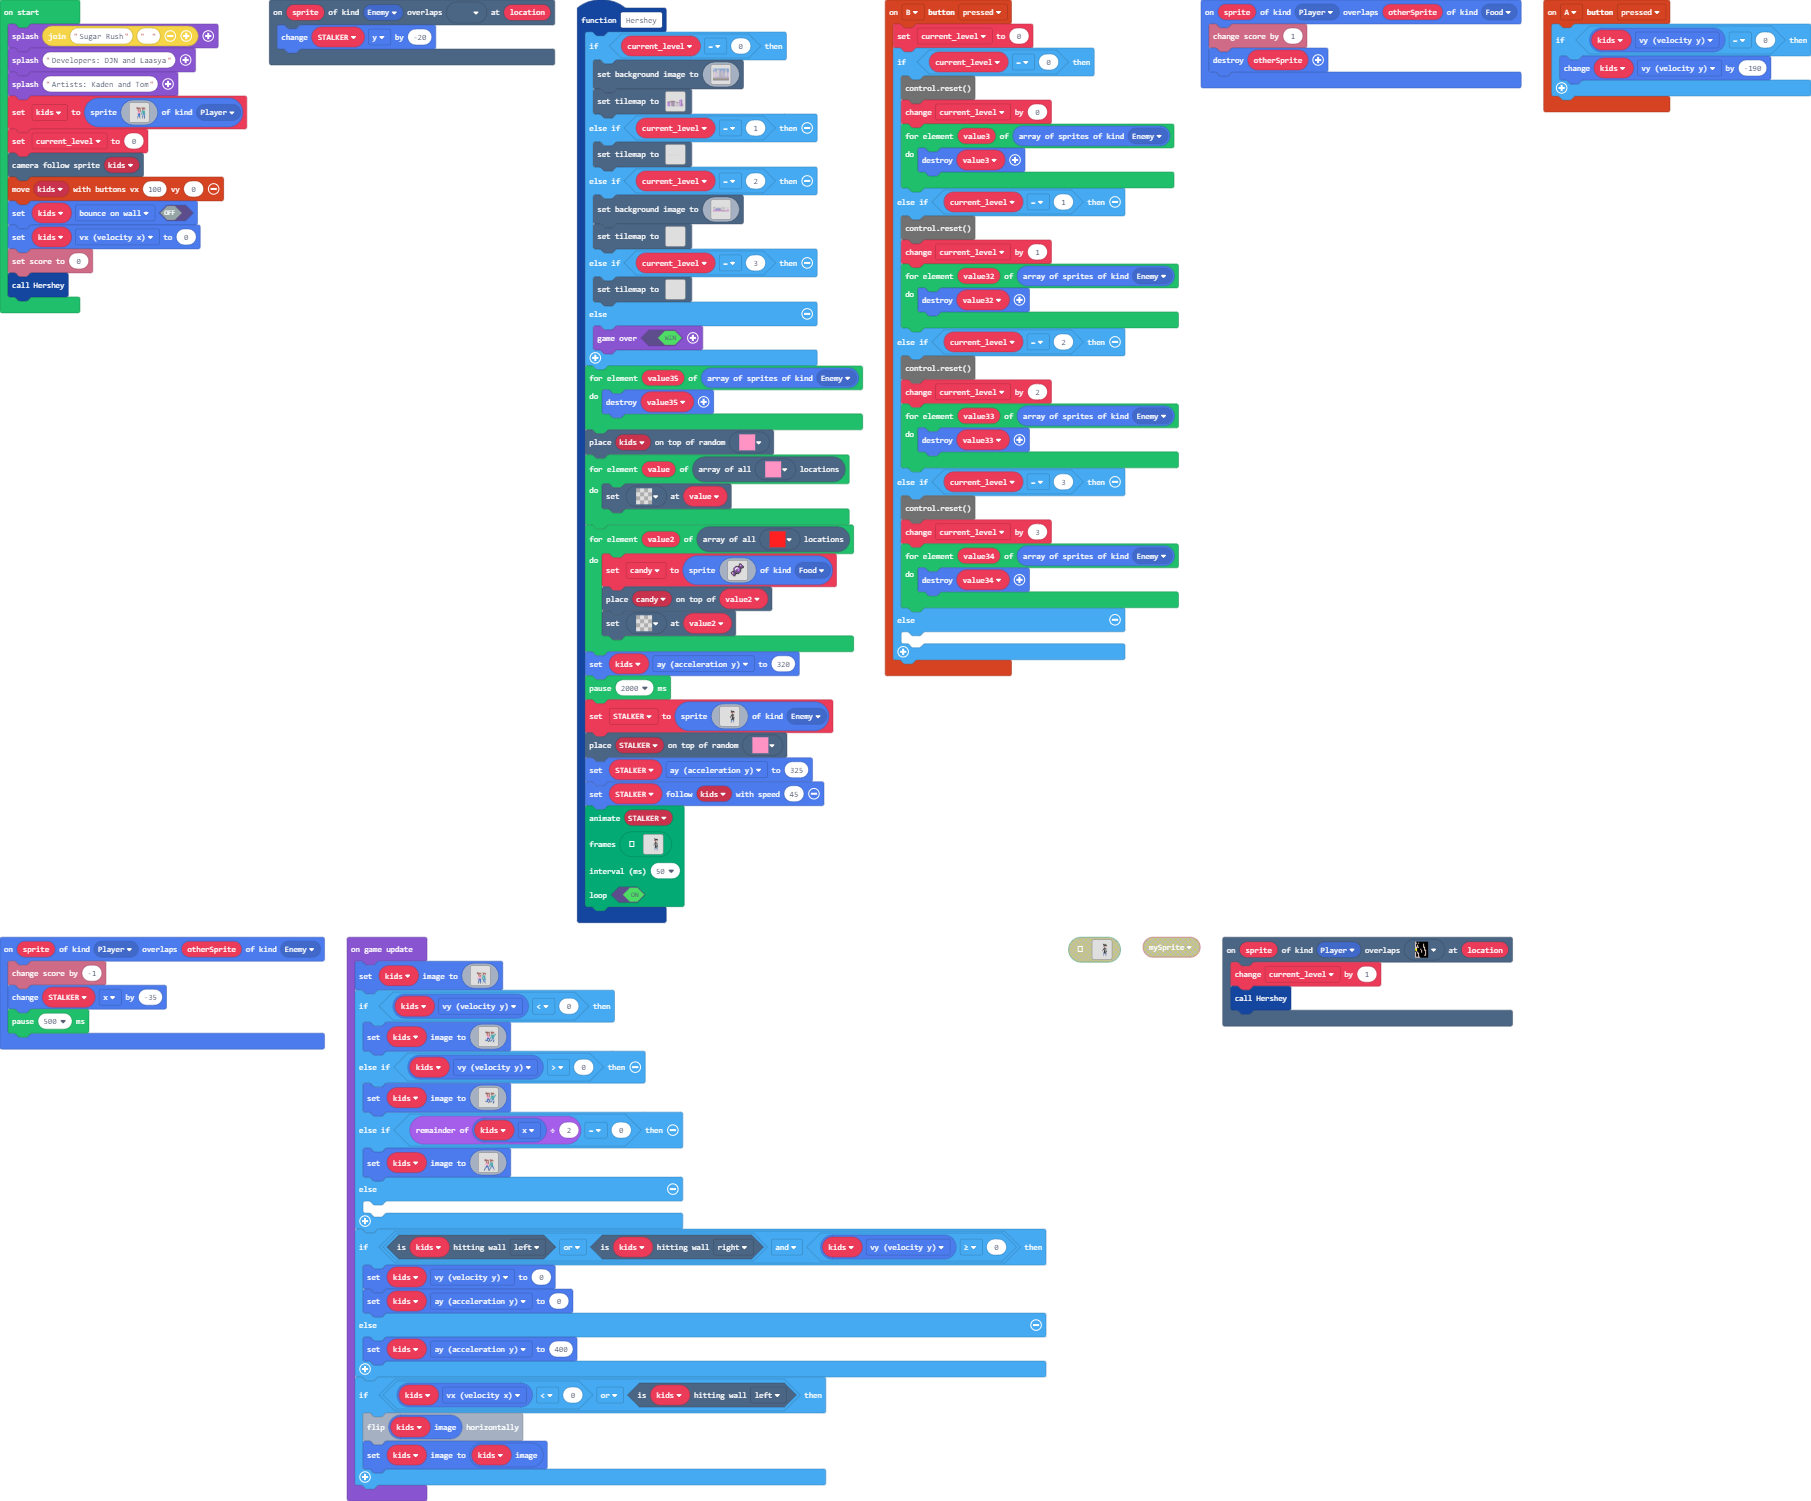 on start
splash join "Sugar Rush" " "
splash "Developers: DJN and Laasya"
splash "Artists: Kaden and Tom"
set kids to sprite of kind Player
set current_level to 0
camera follow sprite kids
move kids with buttons vx 100 vy 0
set kids bounce on wall OFF
set kids vx (velocity x) to 0
set score to 0
call Hershey
on sprite of kind Enemy overlaps at location
change STALKER y by -20
function Hershey
if current_level = 0 then
set background image to
set tilemap to
else if current_level = 1 then
set tilemap to
else if current_level = 2 then
set background image to
set tilemap to
else if current_level = 3 then
set tilemap to
else
game over WIN
for element value35 of array of sprites of kind Enemy
do destroy value35
place kids on top of random
for element value of array of all locations
do set at value
for element value2 of array of all locations
do set candy to sprite of kind Food
place candy on top of value2
set at value2
set kids ay (acceleration y) to 320
pause 2000 ms
set STALKER to sprite of kind Enemy
place STALKER on top of random
set STALKER ay (acceleration y) to 325
set STALKER follow kids with speed 45
animate STALKER
frames
interval (ms) 50
loop ON
on B button pressed
set current_level to 0
if current_level = 0 then
control.reset()
change current_level by 0
for element value3 of array of sprites of kind Enemy
do destroy value3
else if current_level = 1 then
control.reset()
change current_level by 1
for element value32 of array of sprites of kind Enemy
do destroy value32
else if current_level = 2 then
control.reset()
change current_level by 2
for element value33 of array of sprites of kind Enemy
do destroy value33
else if current_level = 3 then
control.reset()
change current_level by 3
for element value34 of array of sprites of kind Enemy
do destroy value34
else
on sprite of kind Player overlaps otherSprite of kind Food
change score by 1
destroy otherSprite
on A button pressed
if kids vy (velocity y) = 0 then
change kids vy (velocity y) by -190
on sprite of kind Player overlaps otherSprite of kind Enemy
change score by -1
change STALKER x by -35
pause 500 ms
on game update
set kids image to
if kids vy (velocity y) < 0 then
set kids image to
else if kids vy (velocity y) > 0 then
set kids image to
else if remainder of kids x ÷ 2 = 0 then
set kids image to
else
if is kids hitting wall left or is kids hitting wall right and kids vy (velocity y) ≥ 0 then
set kids vy (velocity y) to 0
set kids ay (acceleration y) to 0
else
set kids ay (acceleration y) to 400
if kids vx (velocity x) < 0 or is kids hitting wall left then
flip kids image horizontally
set kids image to kids image
mySprite
on sprite of kind Player overlaps at location
change current_level by 1
call Hershey